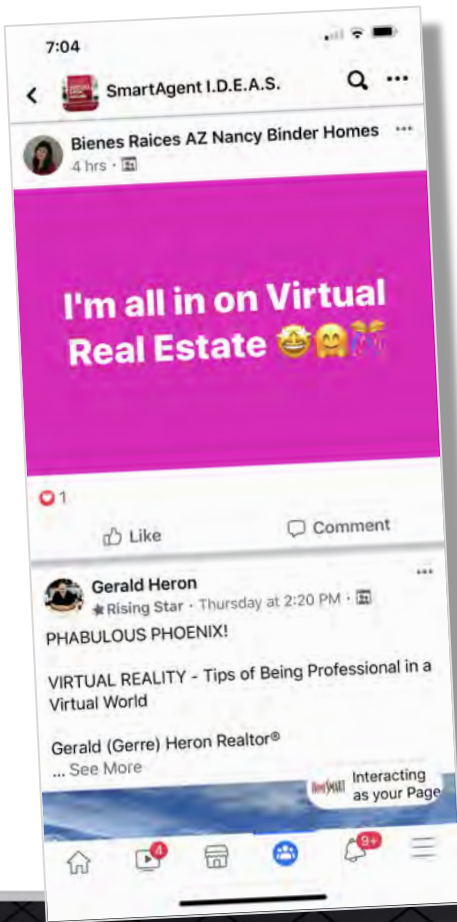 7:04
SmartAgent I.D.E.A.S.
Bienes Raices AZ Nancy Binder Homes
4 hrs
I'm all in on Virtual
Real Estate 🤩🤗🎊
1
Like
Comment
Gerald Heron
Rising Star · Thursday at 2:20 PM
PHABULOUS PHOENIX!
VIRTUAL REALITY - Tips of Being Professional in a
Virtual World
Gerald (Gerre) Heron Realtor®
... See More
Interacting
as your Page
4
9+